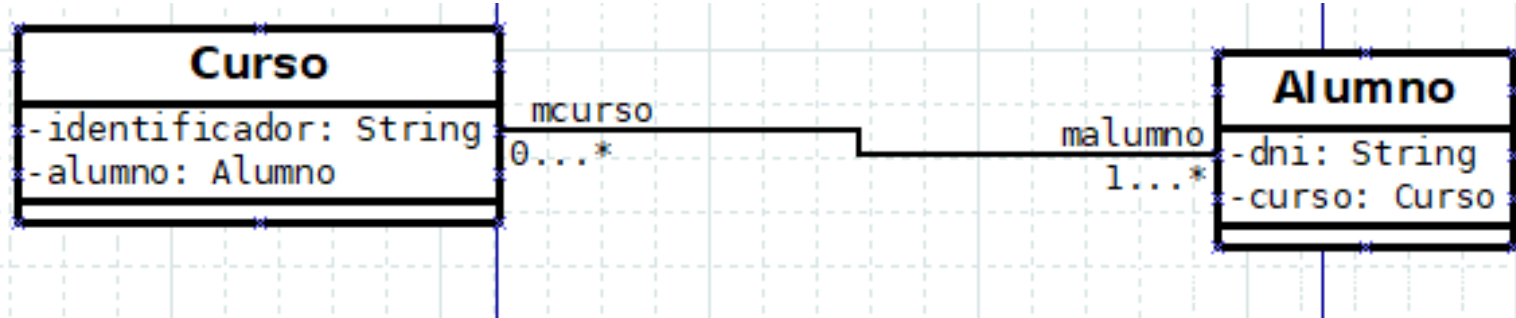 Curso
-identificador: String
-alumno: Alumno
mcurso
0...*
malumno
1...*
Alumno
-dni: String
-curso: Curso